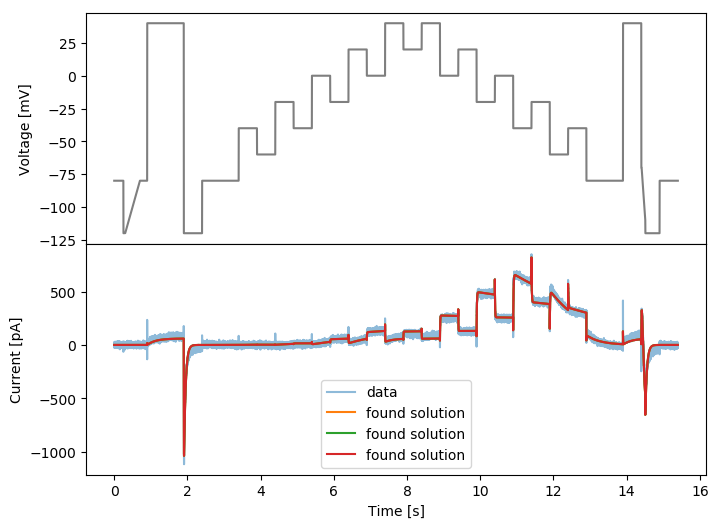 25
0
−25
−50
−75
−100
−125
Voltage [mV]
500
0
−500
−1000
Current [pA]
data
found solution
found solution
found solution
0 2 4 6 8 10 12 14 16
Time [s]